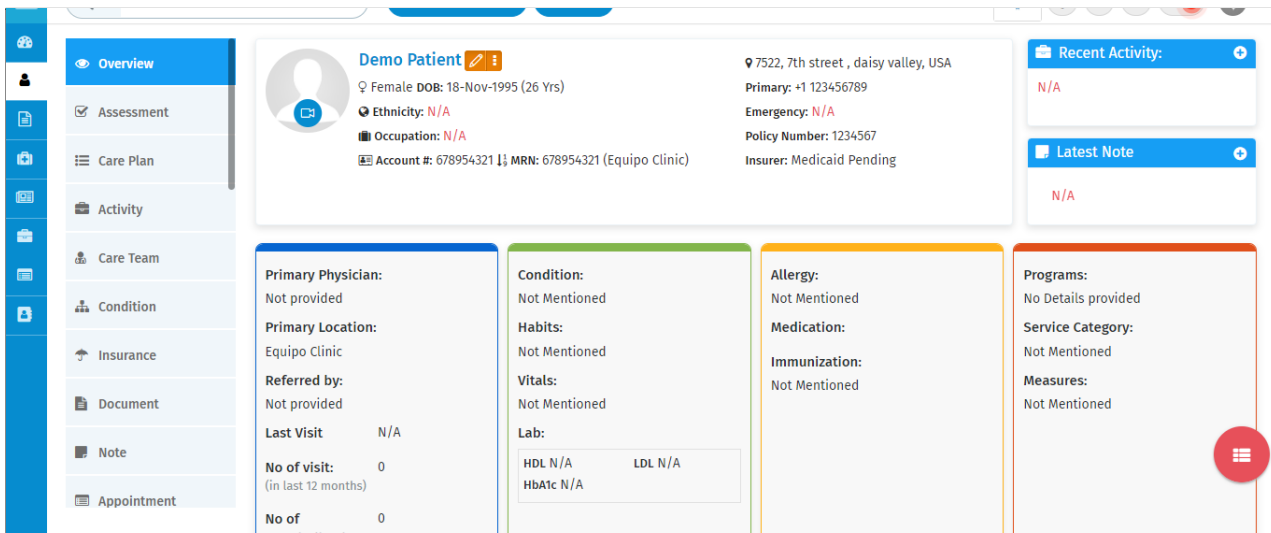 Overview
Assessment
Care Plan
Activity
Care Team
Condition
Insurance
Document
Note
Appointment
Demo Patient
Female DOB: 18-Nov-1995 (26 Yrs)
Ethnicity: N/A
Occupation: N/A
Account #: 678954321 MRN: 678954321 (Equipo Clinic)
7522, 7th street , daisy valley, USA
Primary: +1 123456789
Emergency: N/A
Policy Number: 1234567
Insurer: Medicaid Pending
Recent Activity:
N/A
Latest Note
N/A
Primary Physician:
Not provided
Primary Location:
Equipo Clinic
Referred by:
Not provided
Last Visit N/A
No of visit: 0
(in last 12 months)
No of 0
Condition:
Not Mentioned
Habits:
Not Mentioned
Vitals:
Not Mentioned
Lab:
HDL N/A LDL N/A
HbA1c N/A
Allergy:
Not Mentioned
Medication:
Immunization:
Not Mentioned
Programs:
No Details provided
Service Category:
Not Mentioned
Measures:
Not Mentioned